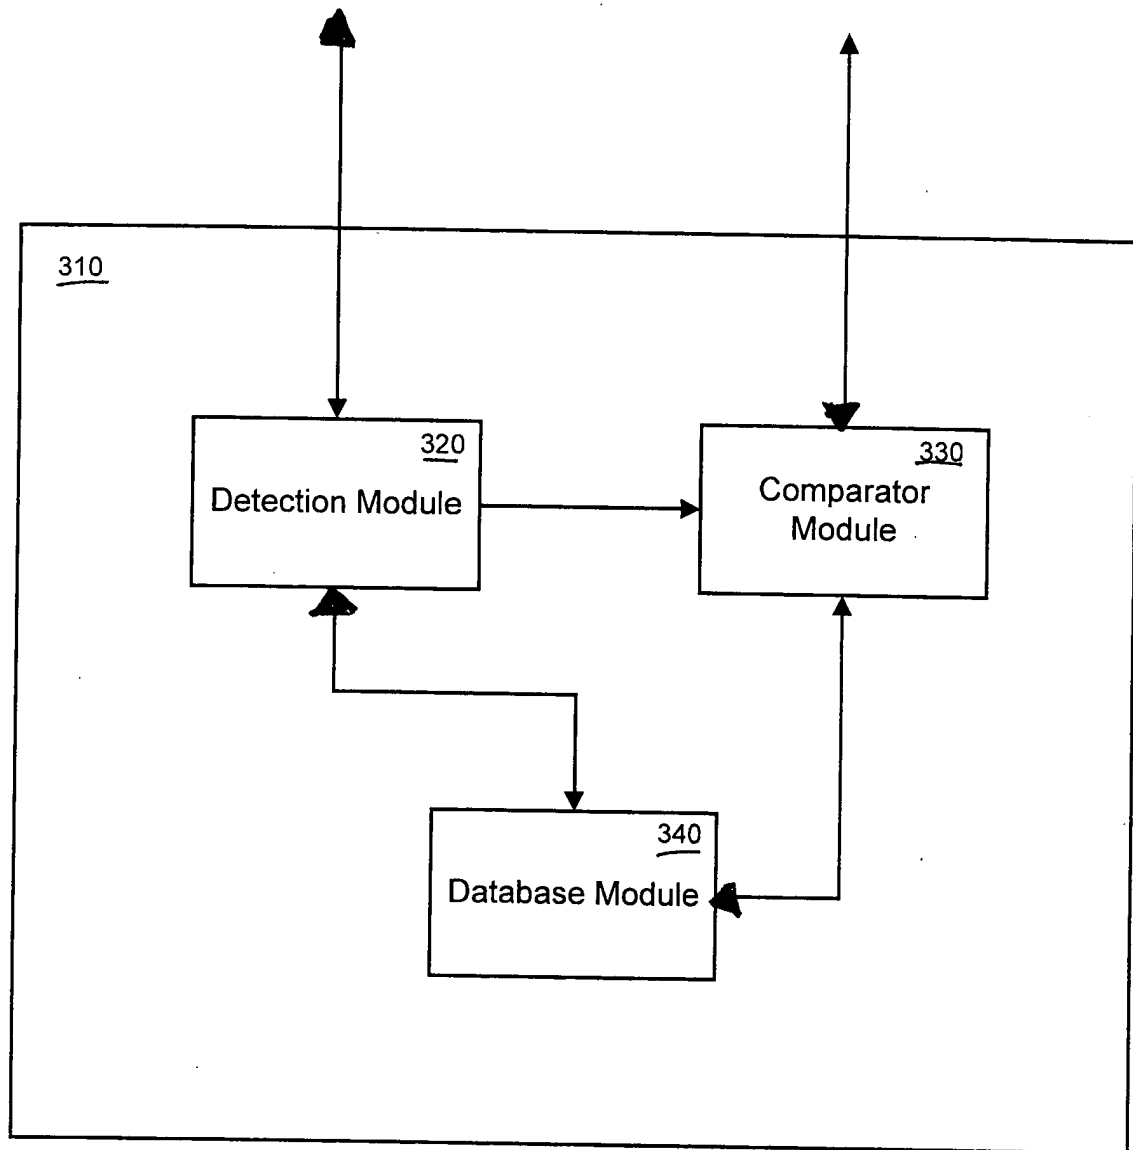 310
320
Detection Module
330
Comparator
Module
340
Database Module